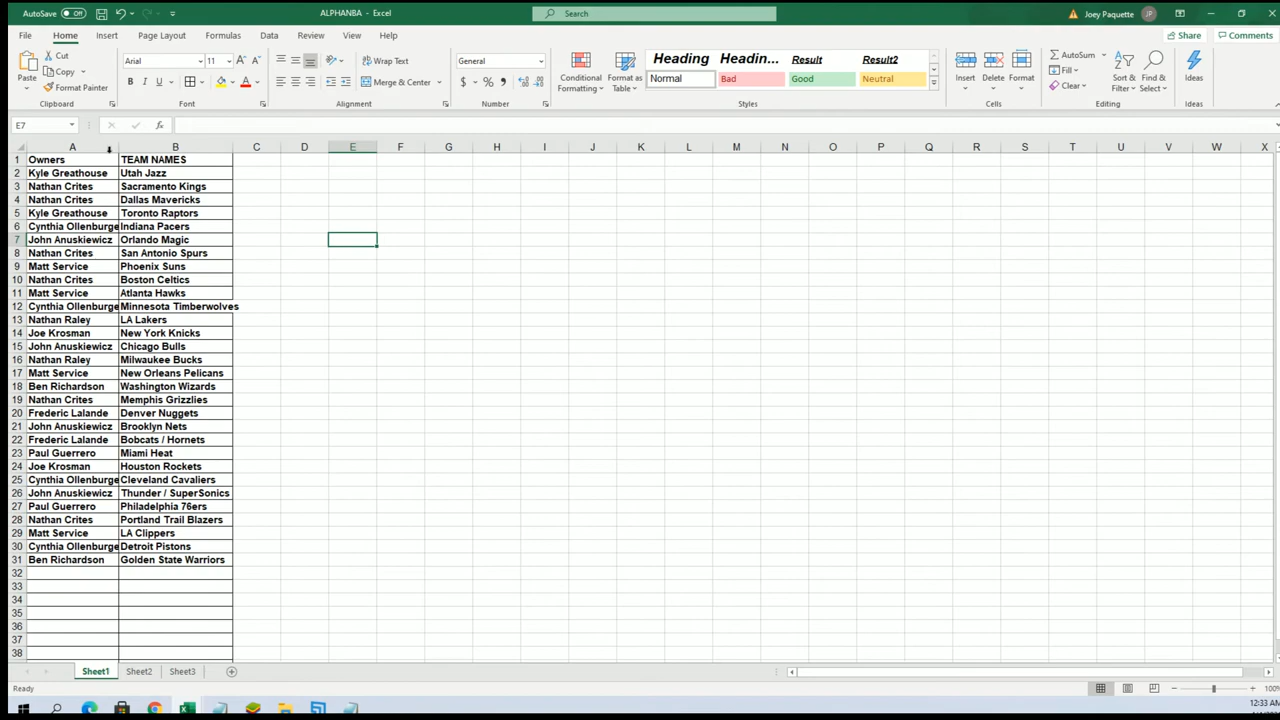 AutoSave Off ALPHANBA - Excel Search Joey Paquette JP
File Home Insert Page Layout Formulas Data Review View Help Share Comments
Paste Cut Copy Format Painter Clipboard
Arial 11 A A B I U A Font
ab Wrap Text Merge & Center Alignment
General $ % , Number
Conditional Formatting Format as Table
Heading Headin... Result Result2
Normal Bad Good Neutral
Styles
Insert Delete Format Cells
AutoSum Fill Clear Sort & Filter Find & Select Editing
Ideas Ideas
E7 fx
A B C D E F G H I J K L M N O P Q R S T U V W X
1 Owners TEAM NAMES
2 Kyle Greathouse Utah Jazz
3 Nathan Crites Sacramento Kings
4 Nathan Crites Dallas Mavericks
5 Kyle Greathouse Toronto Raptors
6 Cynthia Ollenburge Indiana Pacers
7 John Anuskiewicz Orlando Magic
8 Nathan Crites San Antonio Spurs
9 Matt Service Phoenix Suns
10 Nathan Crites Boston Celtics
11 Matt Service Atlanta Hawks
12 Cynthia Ollenburge Minnesota Timberwolves
13 Nathan Raley LA Lakers
14 Joe Krosman New York Knicks
15 John Anuskiewicz Chicago Bulls
16 Nathan Raley Milwaukee Bucks
17 Matt Service New Orleans Pelicans
18 Ben Richardson Washington Wizards
19 Nathan Crites Memphis Grizzlies
20 Frederic Lalande Denver Nuggets
21 John Anuskiewicz Brooklyn Nets
22 Frederic Lalande Bobcats / Hornets
23 Paul Guerrero Miami Heat
24 Joe Krosman Houston Rockets
25 Cynthia Ollenburge Cleveland Cavaliers
26 John Anuskiewicz Thunder / SuperSonics
27 Paul Guerrero Philadelphia 76ers
28 Nathan Crites Portland Trail Blazers
29 Matt Service LA Clippers
30 Cynthia Ollenburge Detroit Pistons
31 Ben Richardson Golden State Warriors
32
33
34
35
36
37
38
Sheet1 Sheet2 Sheet3
Ready 100%
12:33 AM